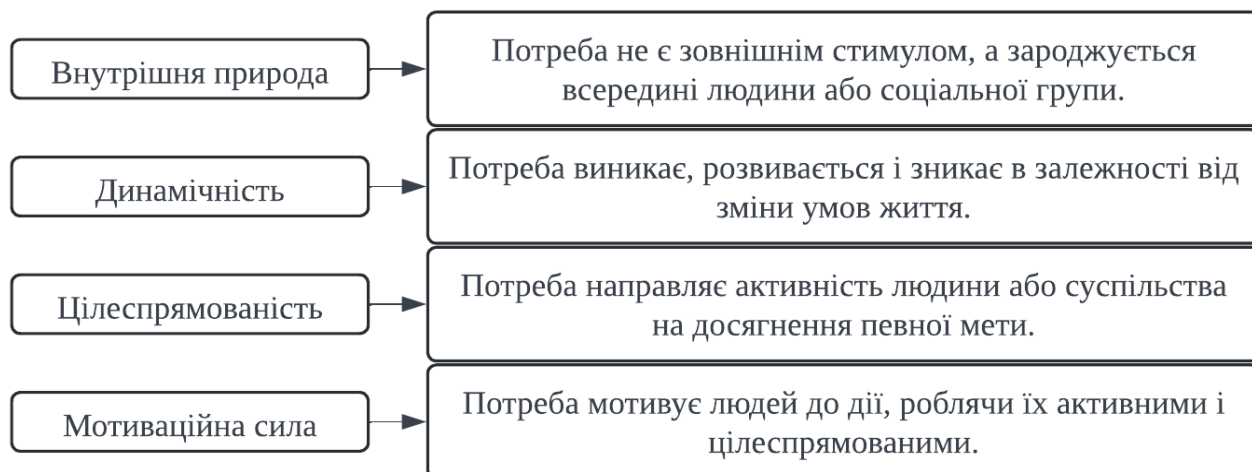 Внутрішня природа
Потреба не є зовнішнім стимулом, а зароджується
всередині людини або соціальної групи.
Динамічність
Потреба виникає, розвивається і зникає в залежності від
зміни умов життя.
Цілеспрямованість
Потреба направляє активність людини або суспільства
на досягнення певної мети.
Мотиваційна сила
Потреба мотивує людей до дії, роблячи їх активними і
цілеспрямованими.